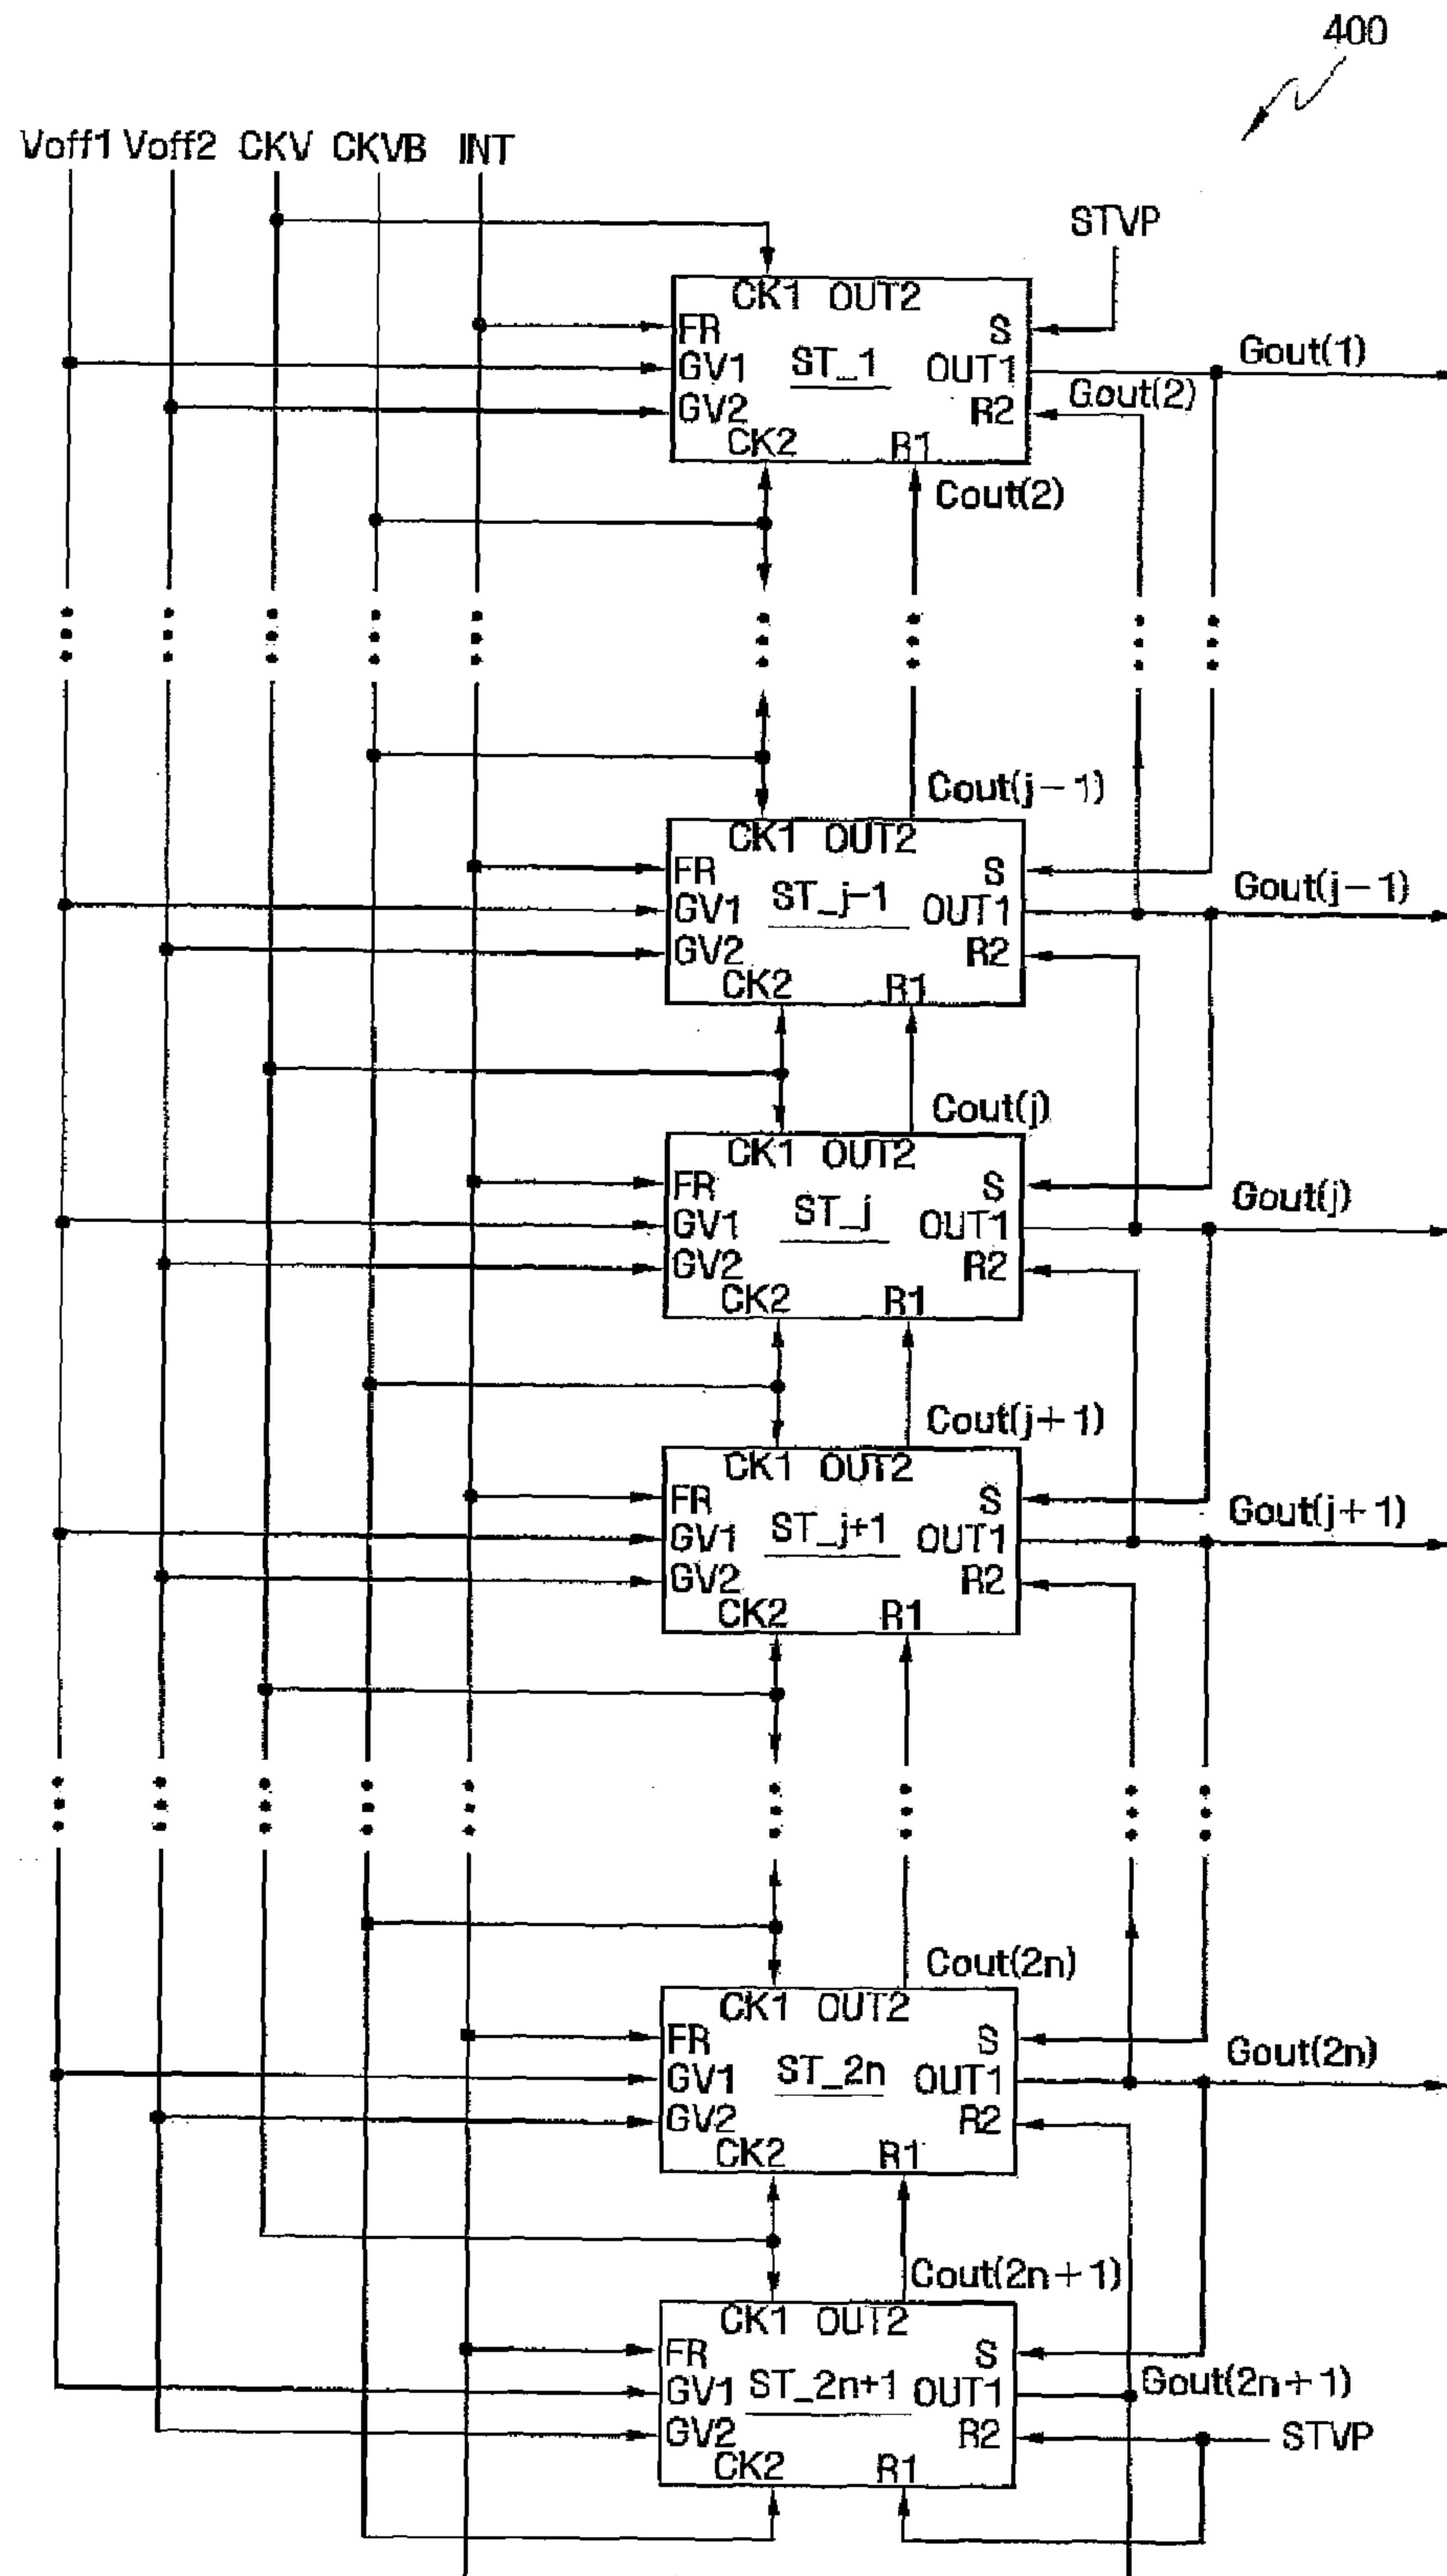 400
Voff1 Voff2 CKV CKVB INT
STVP
CK1 OUT2
FR S
GV1 ST_1 OUT1 Gout(1)
GV2 R2 Gout(2)
CK2 R1
Cout(2)
Cout(j-1)
CK1 OUT2
FR S
GV1 ST_j-1 OUT1 Gout(j-1)
GV2 R2
CK2 R1
Cout(j)
CK1 OUT2
FR S
GV1 ST_j OUT1 Gout(j)
GV2 R2
CK2 R1
Cout(j+1)
CK1 OUT2
FR S
GV1 ST_j+1 OUT1 Gout(j+1)
GV2 R2
CK2 R1
Cout(2n)
CK1 OUT2
FR S
GV1 ST_2n OUT1 Gout(2n)
GV2 R2
CK2 R1
Cout(2n+1)
CK1 OUT2
FR S
GV1 ST_2n+1 OUT1 Gout(2n+1)
GV2 R2 STVP
CK2 R1